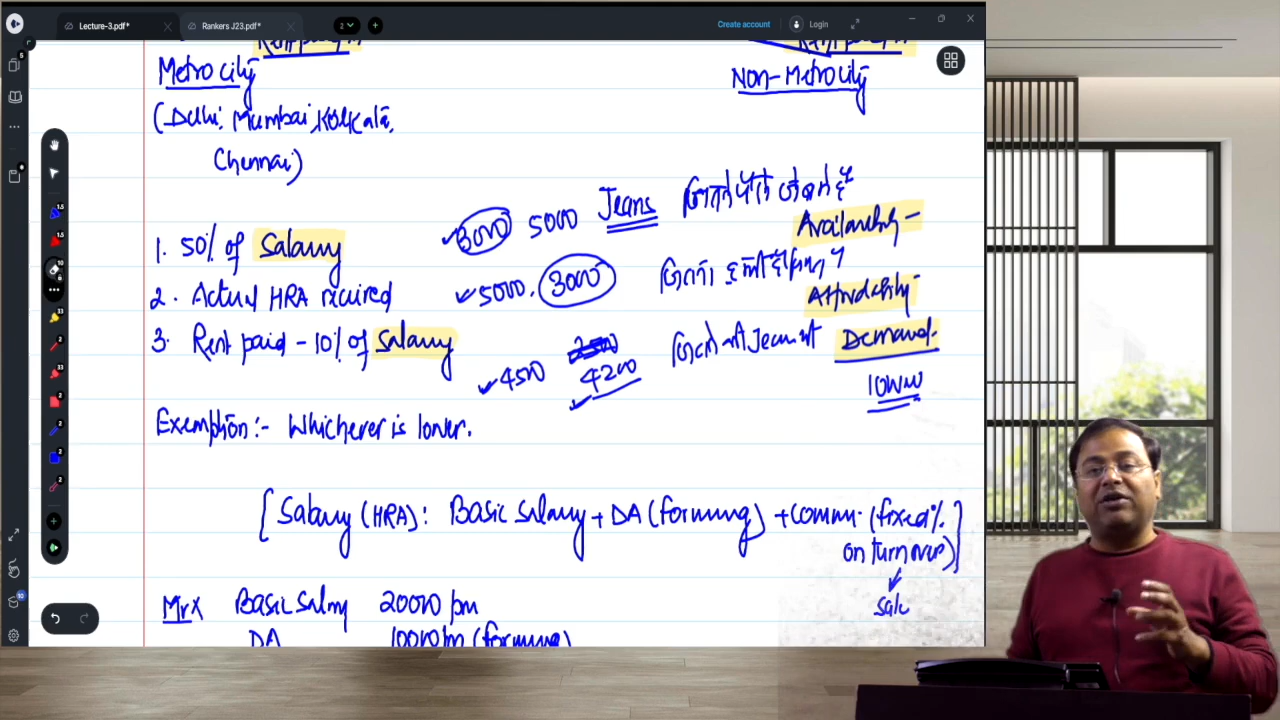 Lecture-3.pdf*
Rankers J23.pdf*
2
Create account
Login
Metro city
Non-Metro city
(Delhi, Mumbai, Kolkata,
Chennai)
1. 50% of Salary
3000 5000 Jeans
Availability -
2. Actual HRA received
5000. 3000
Affordability -
3. Rent paid - 10% of Salary
4500 4200
Demand.
Exemption:- Whichever is lower.
[Salary (HRA): Basic Salary + DA (forming) + Comm. (fixed%
on turnover)]
Mr X Basic Salary 20000 pm
DA 10000 pm (forming)